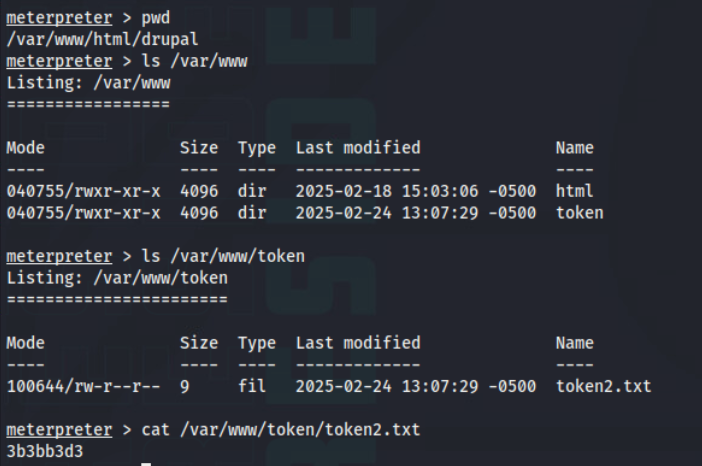 meterpreter > pwd
/var/www/html/drupal
meterpreter > ls /var/www
Listing: /var/www
=================
Mode Size Type Last modified Name
---- ---- ---- ------------- ----
040755/rwxr-xr-x 4096 dir 2025-02-18 15:03:06 -0500 html
040755/rwxr-xr-x 4096 dir 2025-02-24 13:07:29 -0500 token
meterpreter > ls /var/www/token
Listing: /var/www/token
=======================
Mode Size Type Last modified Name
---- ---- ---- ------------- ----
100644/rw-r--r-- 9 fil 2025-02-24 13:07:29 -0500 token2.txt
meterpreter > cat /var/www/token/token2.txt
3b3bb3d3